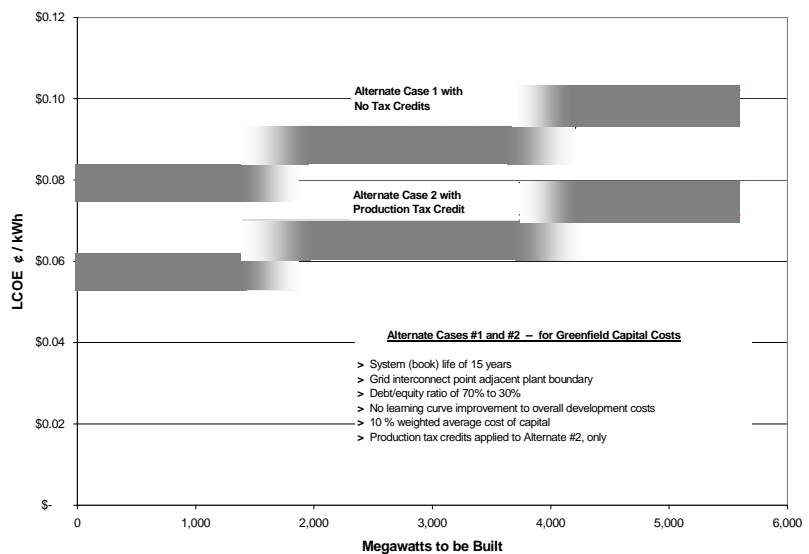 $0.12
$0.10
$0.08
$0.06
$0.04
$0.02
$-
LCOE ¢ / kWh
Alternate Case 1 with
No Tax Credits
Alternate Case 2 with
Production Tax Credit
Alternate Cases #1 and #2 – for Greenfield Capital Costs
> System (book) life of 15 years
> Grid interconnect point adjacent plant boundary
> Debt/equity ratio of 70% to 30%
> No learning curve improvement to overall development costs
> 10 % weighted average cost of capital
> Production tax credits applied to Alternate #2, only
0 1,000 2,000 3,000 4,000 5,000 6,000
Megawatts to be Built